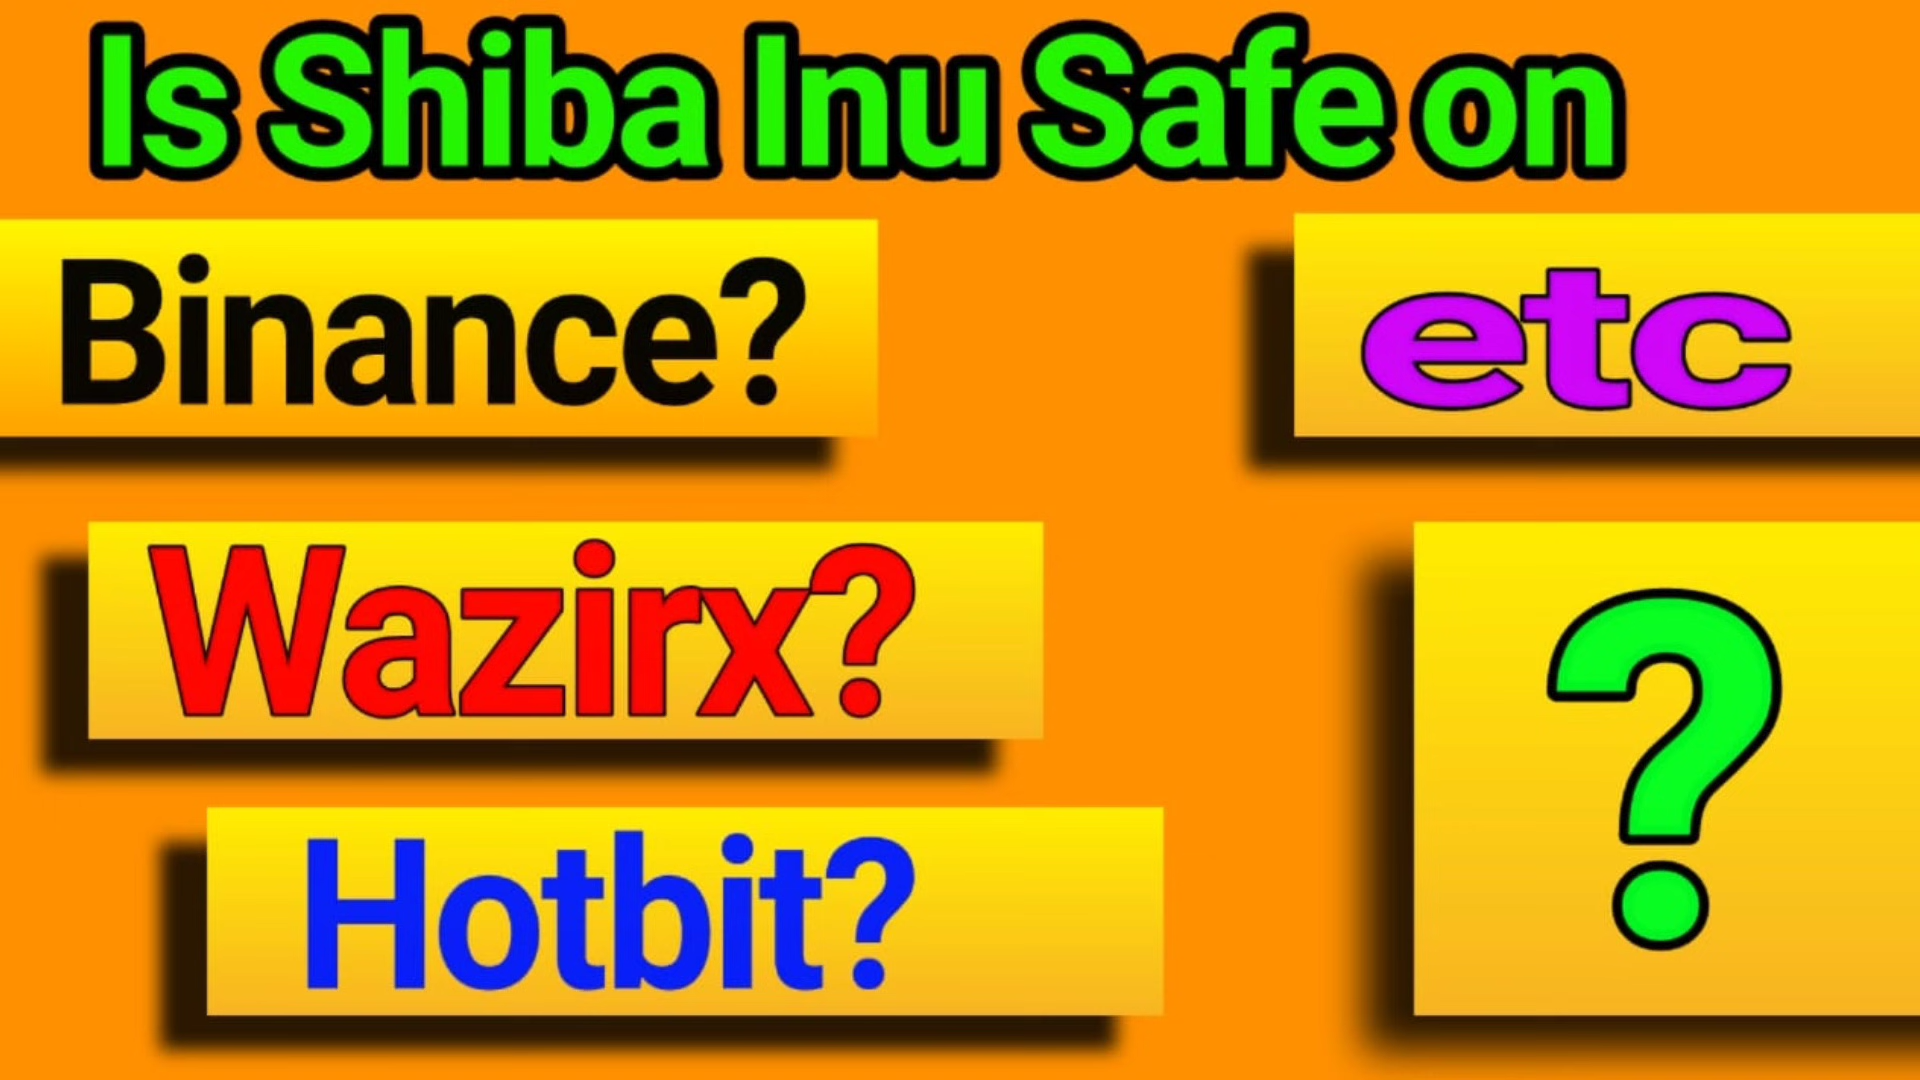 Is Shiba Inu Safe on
Binance?
etc
Wazirx?
?
Hotbit?